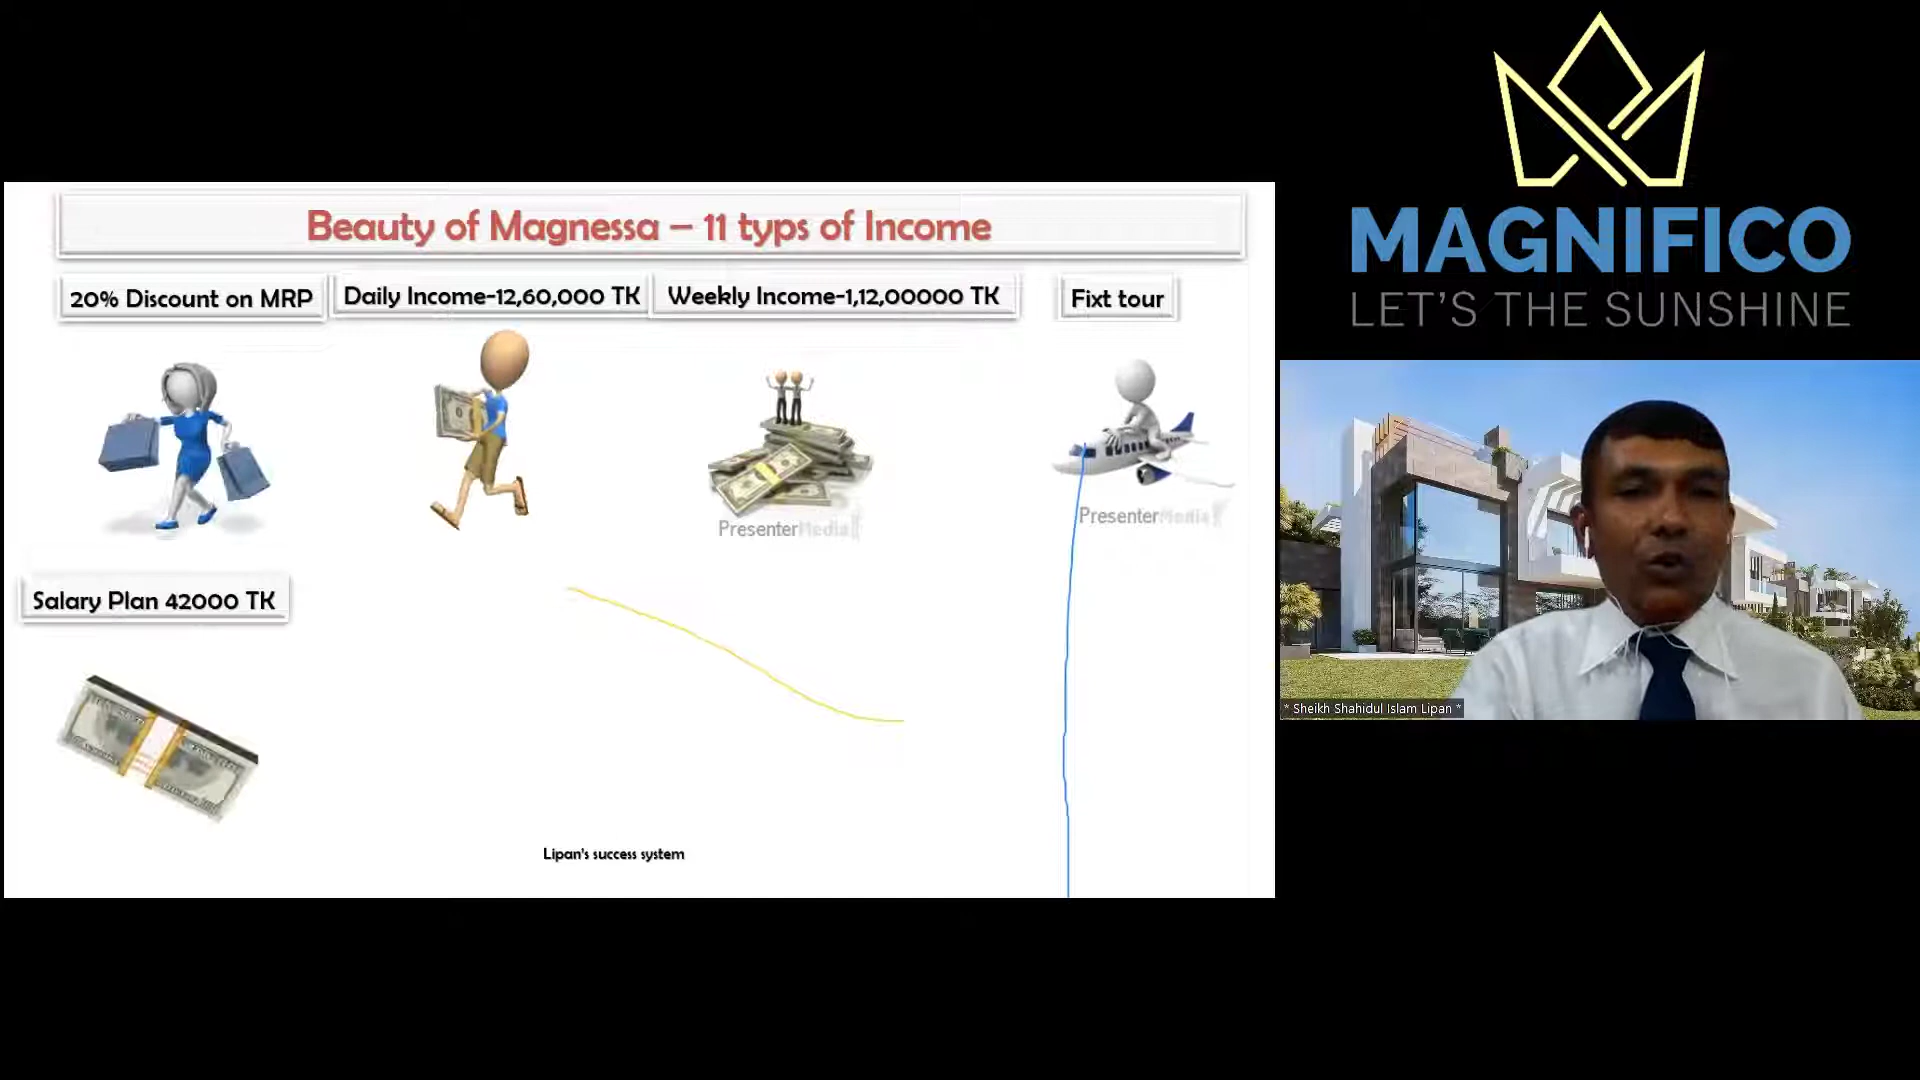 Beauty of Magnessa – 11 typs of Income
20% Discount on MRP
Daily Income-12,60,000 TK
Weekly Income-1,12,00000 TK
Fixt tour
PresenterMedia
PresenterMedia
Salary Plan 42000 TK
Lipan's success system
MAGNIFICO
LET'S THE SUNSHINE
* Sheikh Shahidul Islam Lipan *